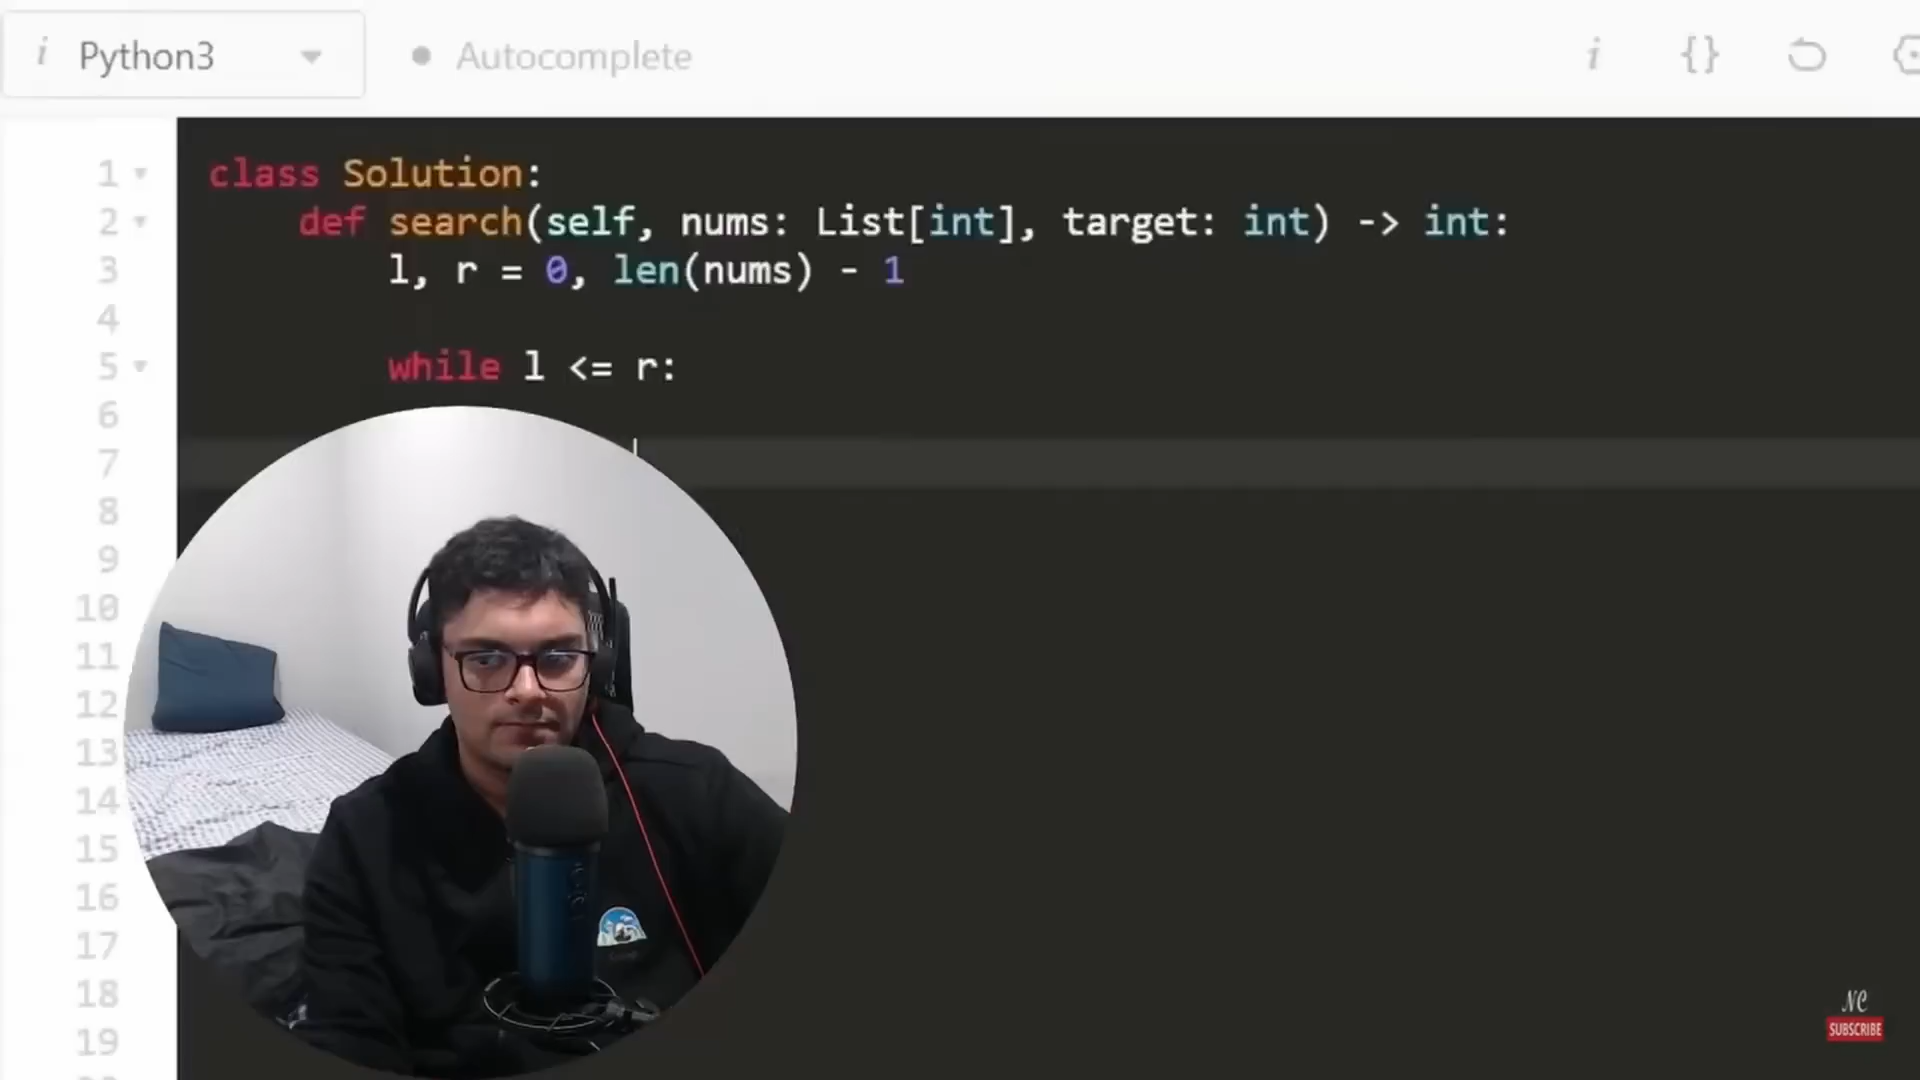 i Python3 Autocomplete i {}
1 class Solution:
2 def search(self, nums: List[int], target: int) -> int:
3 l, r = 0, len(nums) - 1
4
5 while l <= r:
6
7
8
9
10
11
12
13
14
15
16
17
18
19
NC
SUBSCRIBE